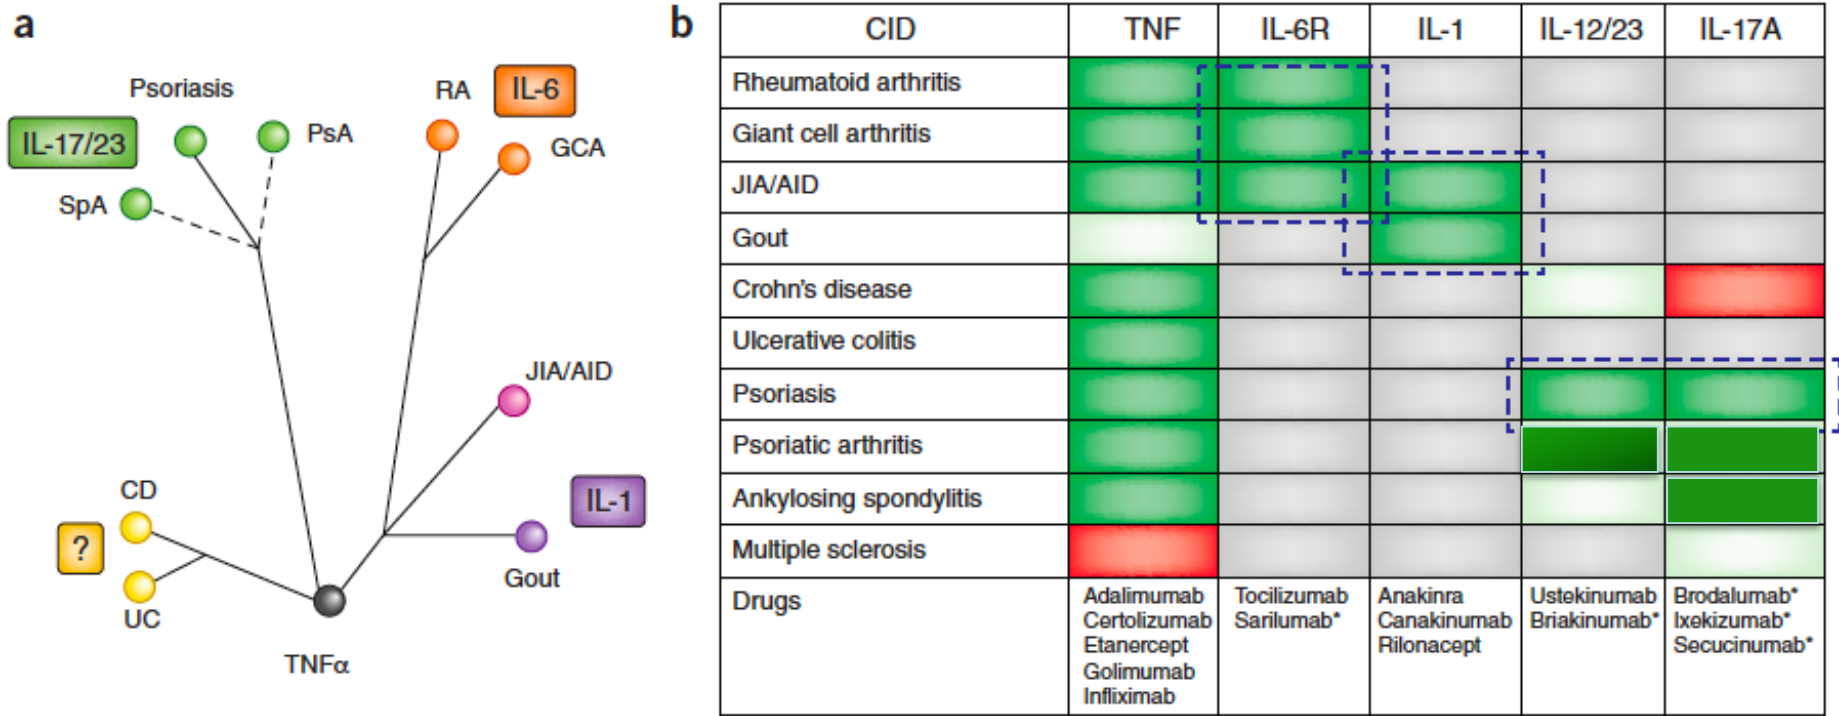 a
Psoriasis
IL-17/23
PsA
SpA
RA
IL-6
GCA
JIA/AID
IL-1
Gout
CD
?
UC
TNFα
b
CID TNF IL-6R IL-1 IL-12/23 IL-17A
Rheumatoid arthritis
Giant cell arthritis
JIA/AID
Gout
Crohn's disease
Ulcerative colitis
Psoriasis
Psoriatic arthritis
Ankylosing spondylitis
Multiple sclerosis
Drugs
Adalimumab
Certolizumab
Etanercept
Golimumab
Infliximab
Tocilizumab
Sarilumab*
Anakinra
Canakinumab
Rilonacept
Ustekinumab
Briakinumab*
Brodalumab*
Ixekizumab*
Secucinumab*